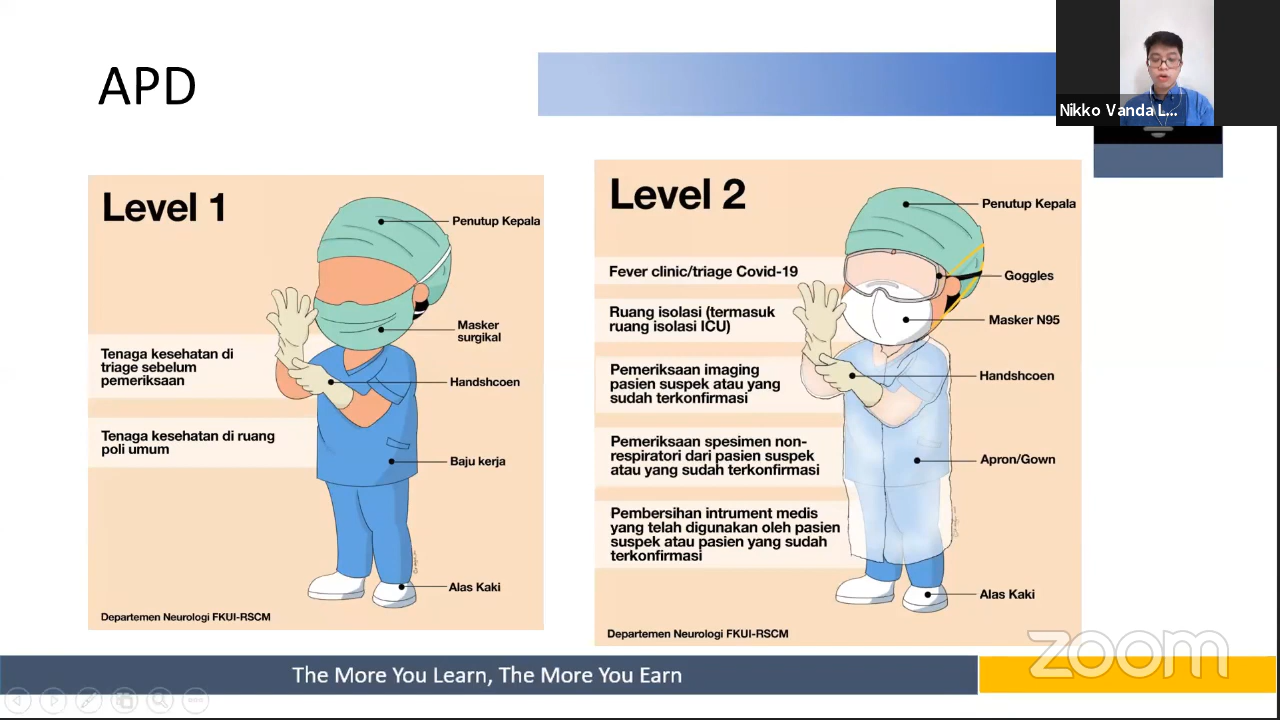 APD
Nikko Vanda L...
Level 1
Penutup Kepala
Masker
surgikal
Tenaga kesehatan di
triage sebelum
pemeriksaan
Handshcoen
Tenaga kesehatan di ruang
poli umum
Baju kerja
Alas Kaki
Departemen Neurologi FKUI-RSCM
Level 2
Penutup Kepala
Fever clinic/triage Covid-19
Goggles
Ruang isolasi (termasuk
ruang isolasi ICU)
Masker N95
Pemeriksaan imaging
pasien suspek atau yang
sudah terkonfirmasi
Handshcoen
Pemeriksaan spesimen non-
respiratori dari pasien suspek
atau yang sudah terkonfirmasi
Apron/Gown
Pembersihan intrument medis
yang telah digunakan oleh pasien
suspek atau pasien yang sudah
terkonfirmasi
Alas Kaki
Departemen Neurologi FKUI-RSCM
zoom
The More You Learn, The More You Earn